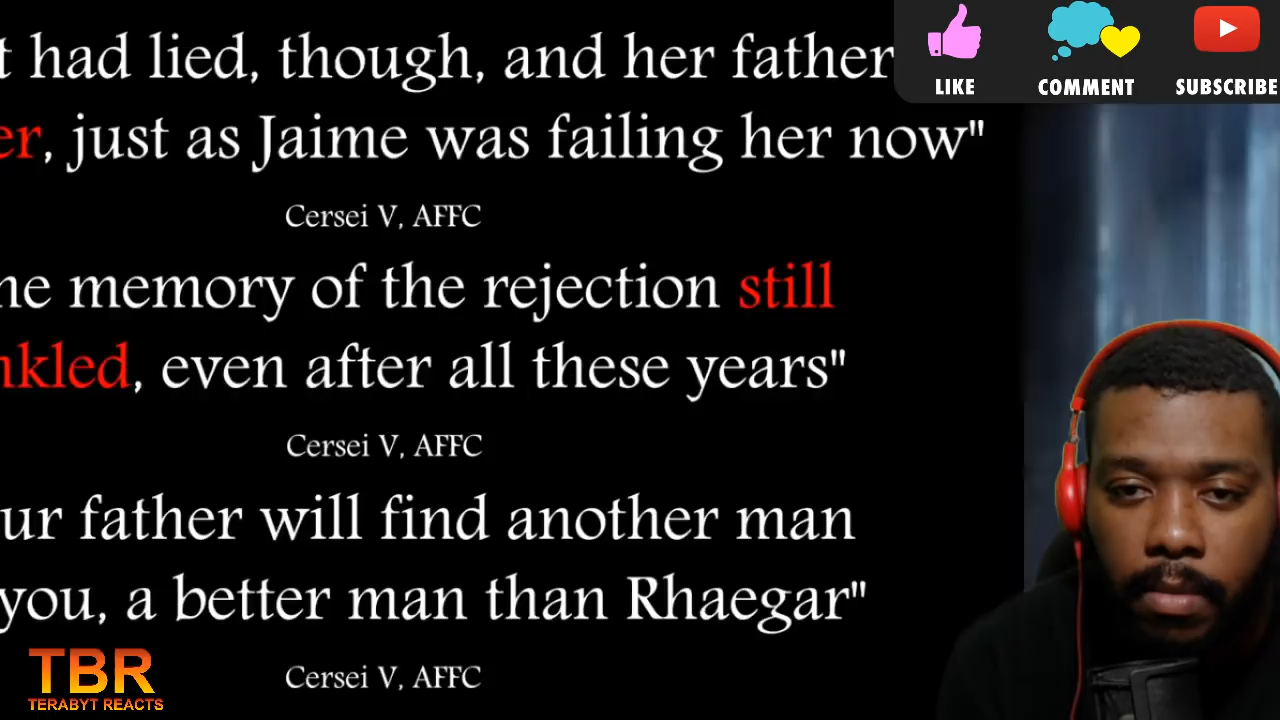 t had lied, though, and her father
er, just as Jaime was failing her now"
Cersei V, AFFC
ne memory of the rejection still
nkled, even after all these years"
Cersei V, AFFC
ur father will find another man
you, a better man than Rhaegar"
Cersei V, AFFC
LIKE
COMMENT
SUBSCRIBE
TBR
TERABYT REACTS